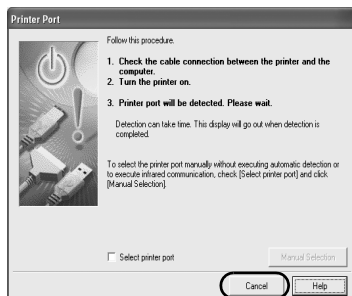 Printer Port
Follow this procedure.
1. Check the cable connection between the printer and the
computer.
2. Turn the printer on.
3. Printer port will be detected. Please wait.
Detection can take time. This display will go out when detection is
completed.
To select the printer port manually without executing automatic detection or
to execute infrared communication, check [Select printer port] and click
[Manual Selection].
Select printer port
Manual Selection
Cancel
Help